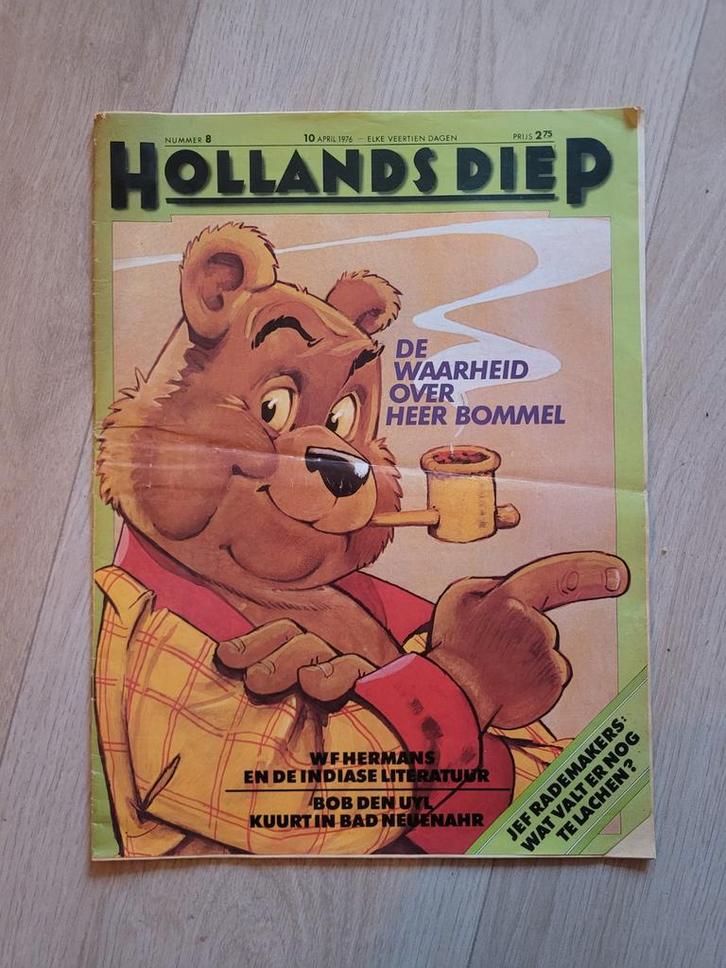 NUMMER 8 10 APRIL 1976 — ELKE VEERTIEN DAGEN PRIJS 2.75
HOLLANDS DIEP
DE
WAARHEID
OVER
HEER BOMMEL
W F HERMANS
EN DE INDIASE LITERATUUR
BOB DEN UYL
KUURT IN BAD NEUENAHR
JEF RADEMAKERS:
WAT VALT ER NOG
TE LACHEN?